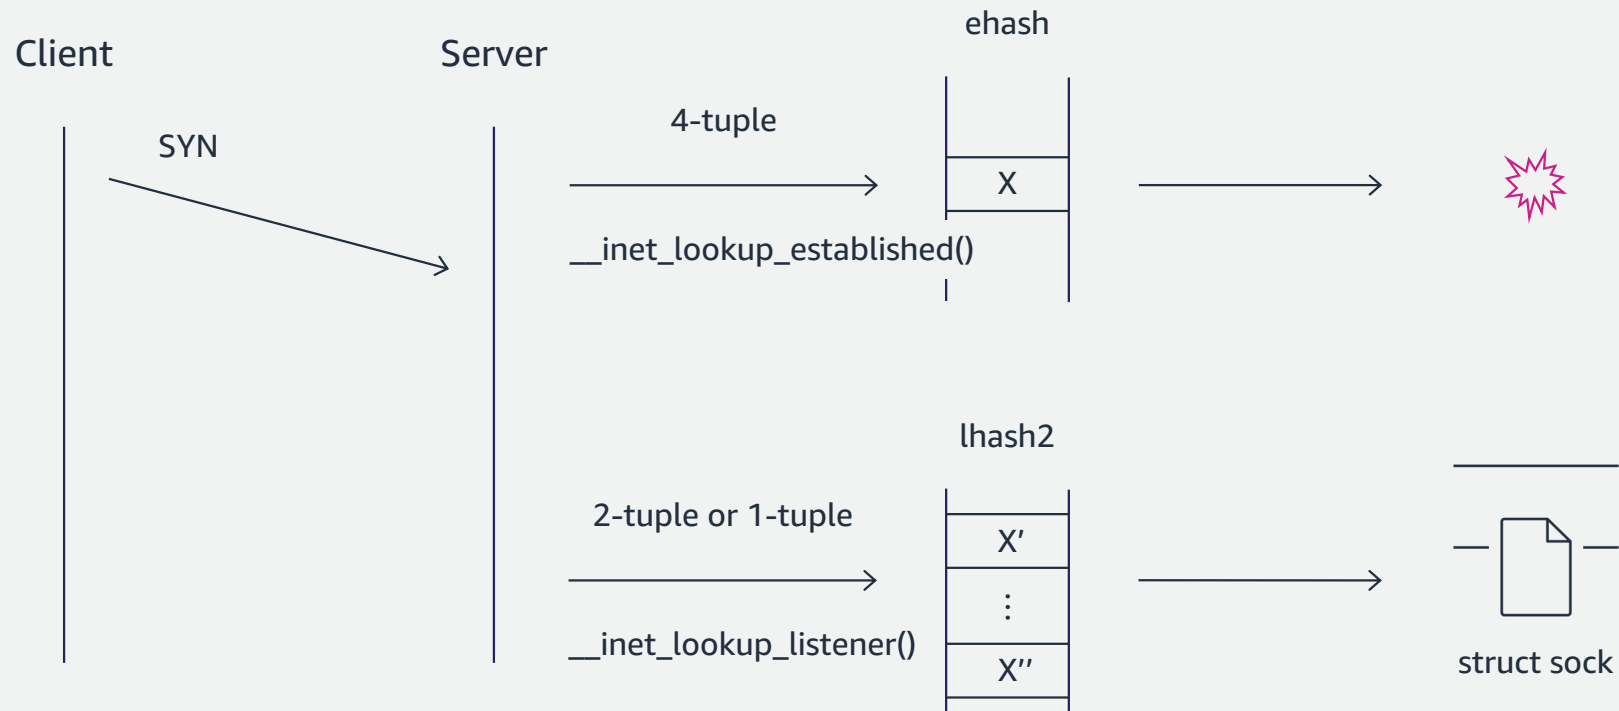 Client
Server
SYN
4-tuple
__inet_lookup_established()
ehash
X
2-tuple or 1-tuple
__inet_lookup_listener()
lhash2
X′
⋮
X′′
struct sock